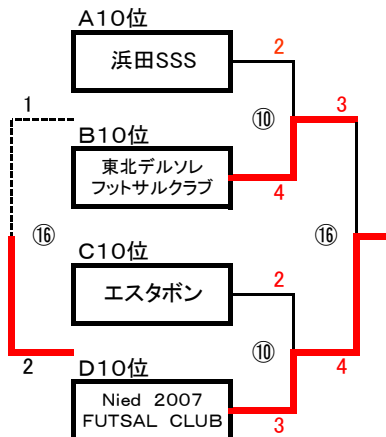 A10位
浜田SSS
2
1
⑩
3
B10位
東北デルソレ
フットサルクラブ
4
⑯
⑯
C10位
エスタボン
2
⑩
2
4
D10位
Nied 2007
FUTSAL CLUB
3